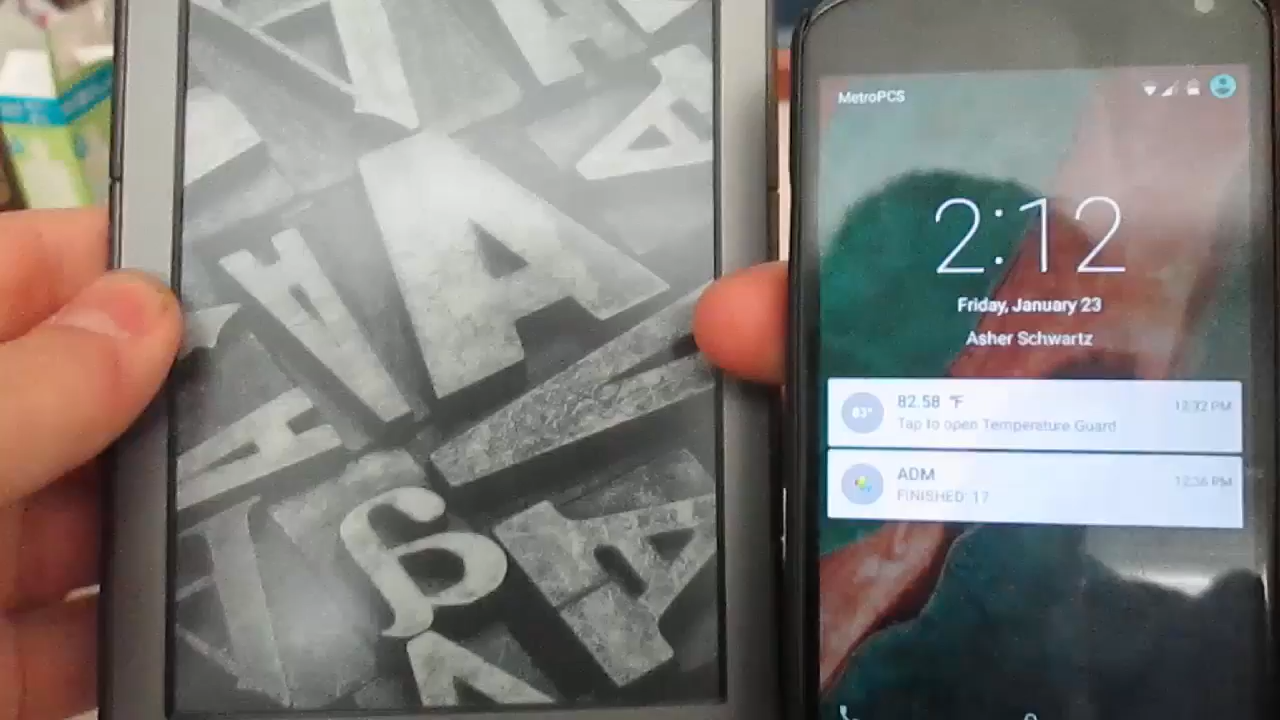 A
A
A
A
A
A
a
A
A
MetroPCS
2:12
Friday, January 23
Asher Schwartz
83°
82.58 °F
12:32 PM
Tap to open Temperature Guard
ADM
12:36 PM
FINISHED: 17